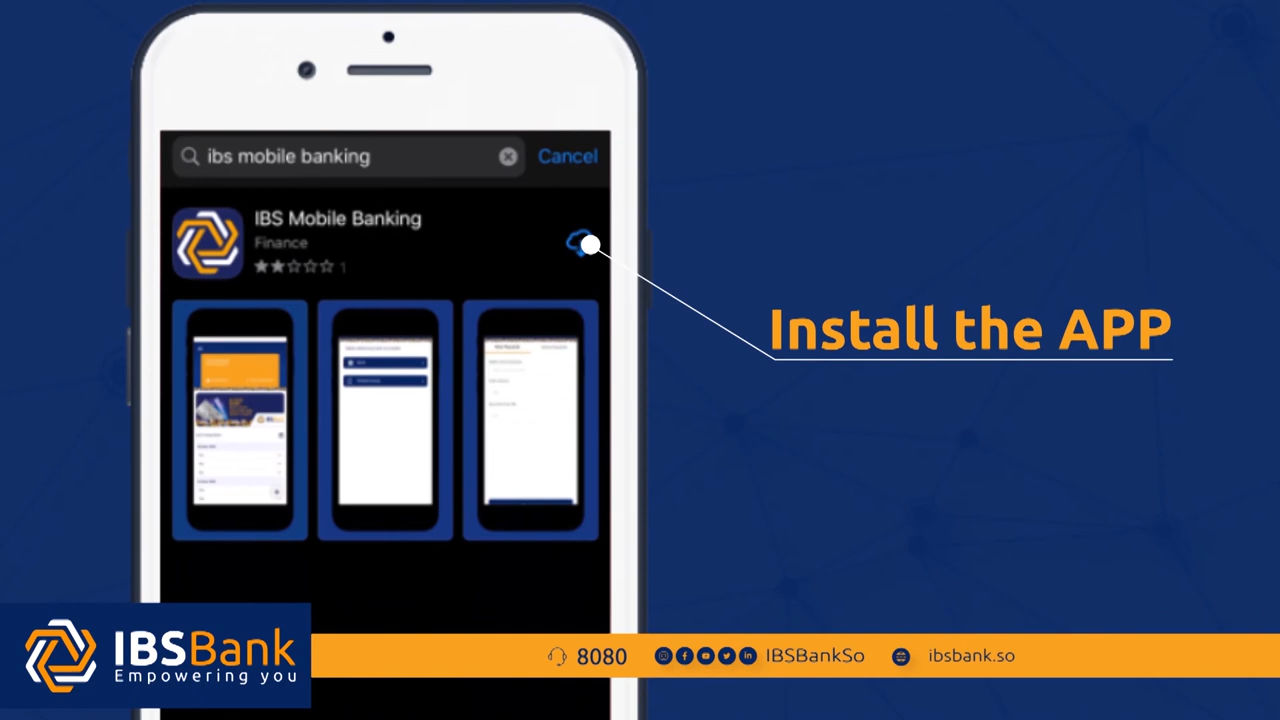 ibs mobile banking
Cancel
IBS Mobile Banking
Finance
1
Install the APP
IBSBank
Empowering you
8080
IBSBankSo
ibsbank.so